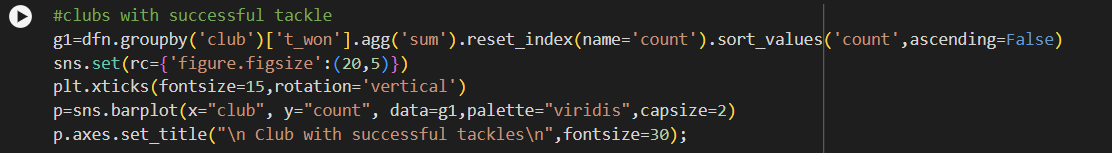 #clubs with successful tackle
g1=dfn.groupby('club')['t_won'].agg('sum').reset_index(name='count').sort_values('count',ascending=False)
sns.set(rc={'figure.figsize':(20,5)})
plt.xticks(fontsize=15,rotation='vertical')
p=sns.barplot(x="club", y="count", data=g1,palette="viridis",capsize=2)
p.axes.set_title("\n Club with successful tackles\n",fontsize=30);